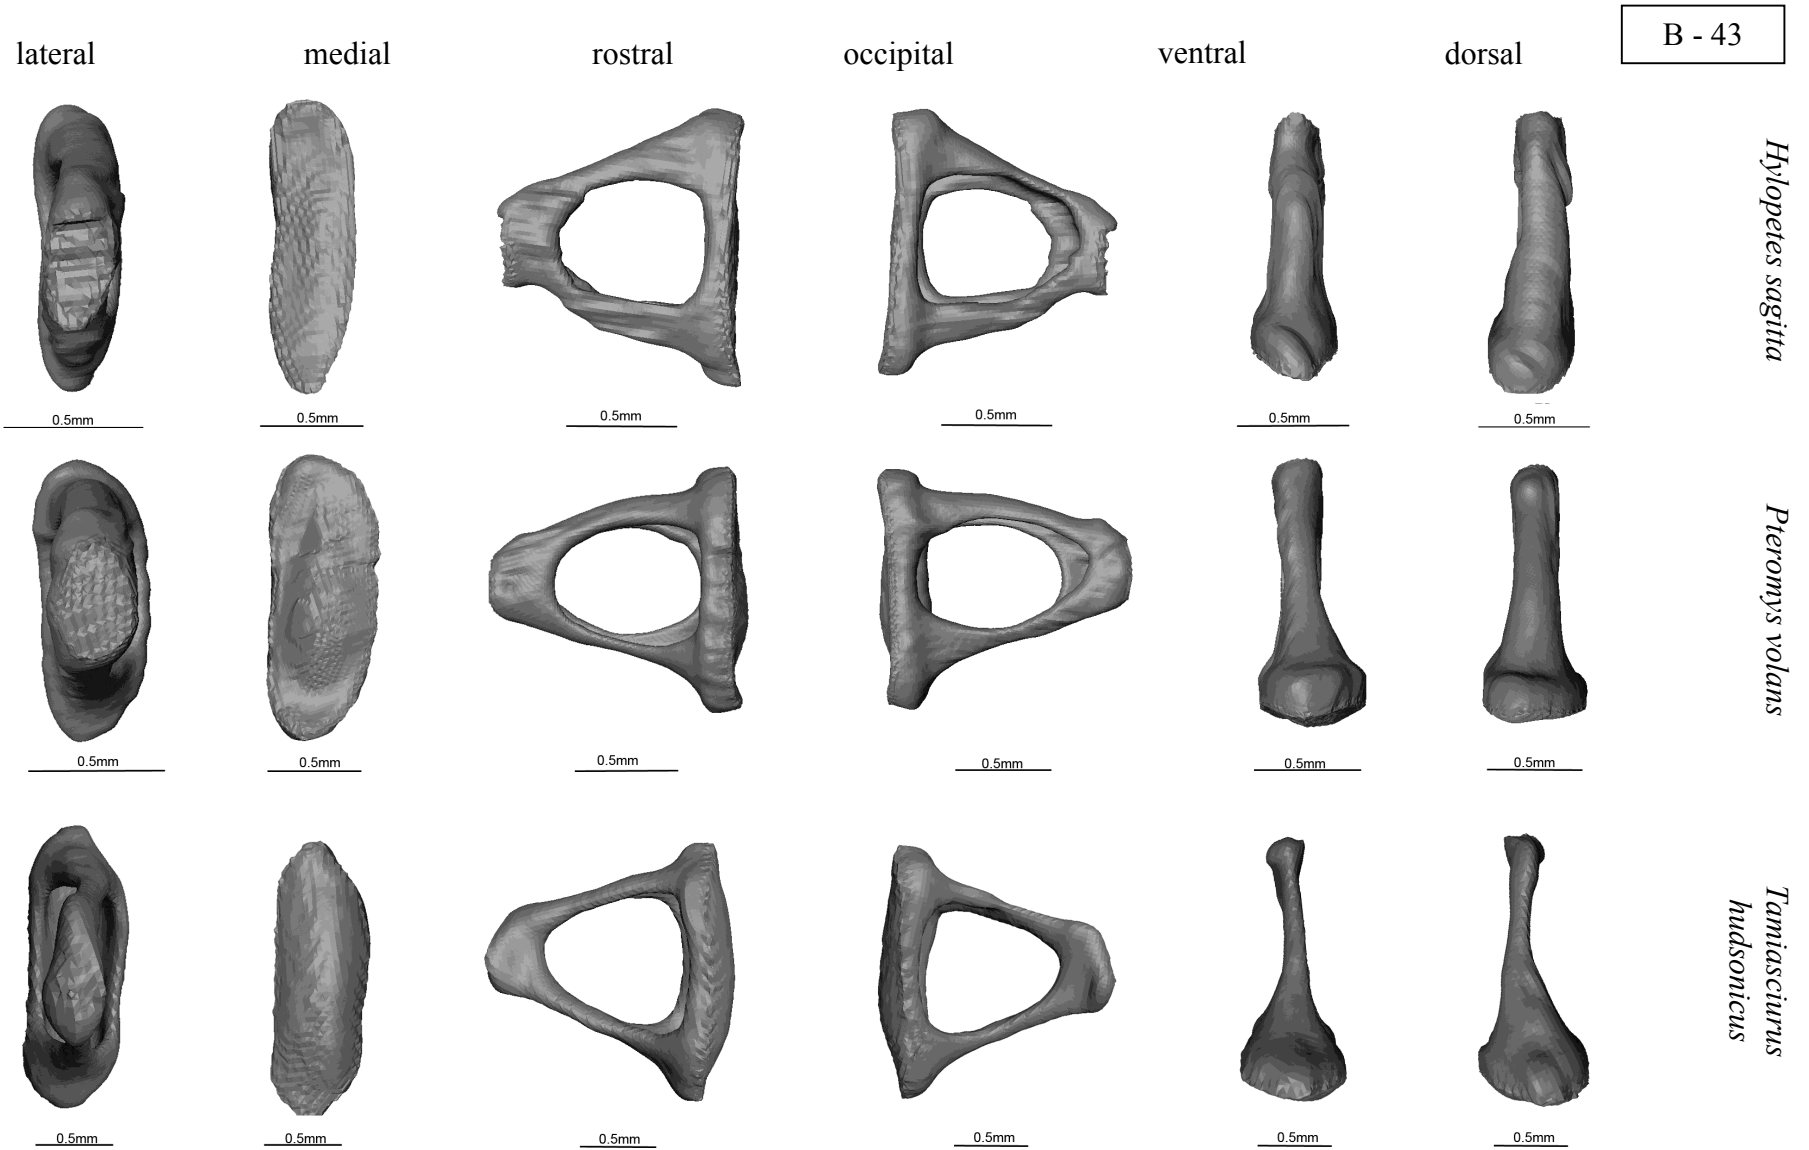 B - 43
lateral medial rostral occipital ventral dorsal
Hylopetes sagitta
0.5mm 0.5mm 0.5mm 0.5mm 0.5mm 0.5mm
Pteromys volans
0.5mm 0.5mm 0.5mm 0.5mm 0.5mm 0.5mm
Tamiasciurus
hudsonicus
0.5mm 0.5mm 0.5mm 0.5mm 0.5mm 0.5mm